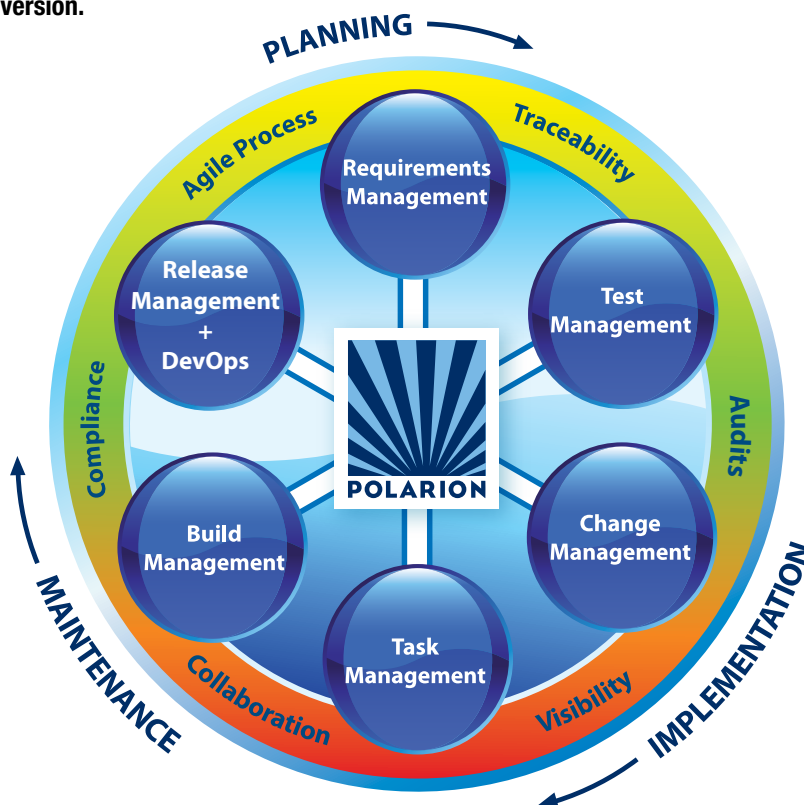 version.
PLANNING
Agile Process
Traceability
Requirements
Management
Release
Management
+
DevOps
Test
Management
Compliance
Audits
POLARION
Build
Management
Change
Management
Task
Management
Collaboration
Visibility
MAINTENANCE
IMPLEMENTATION